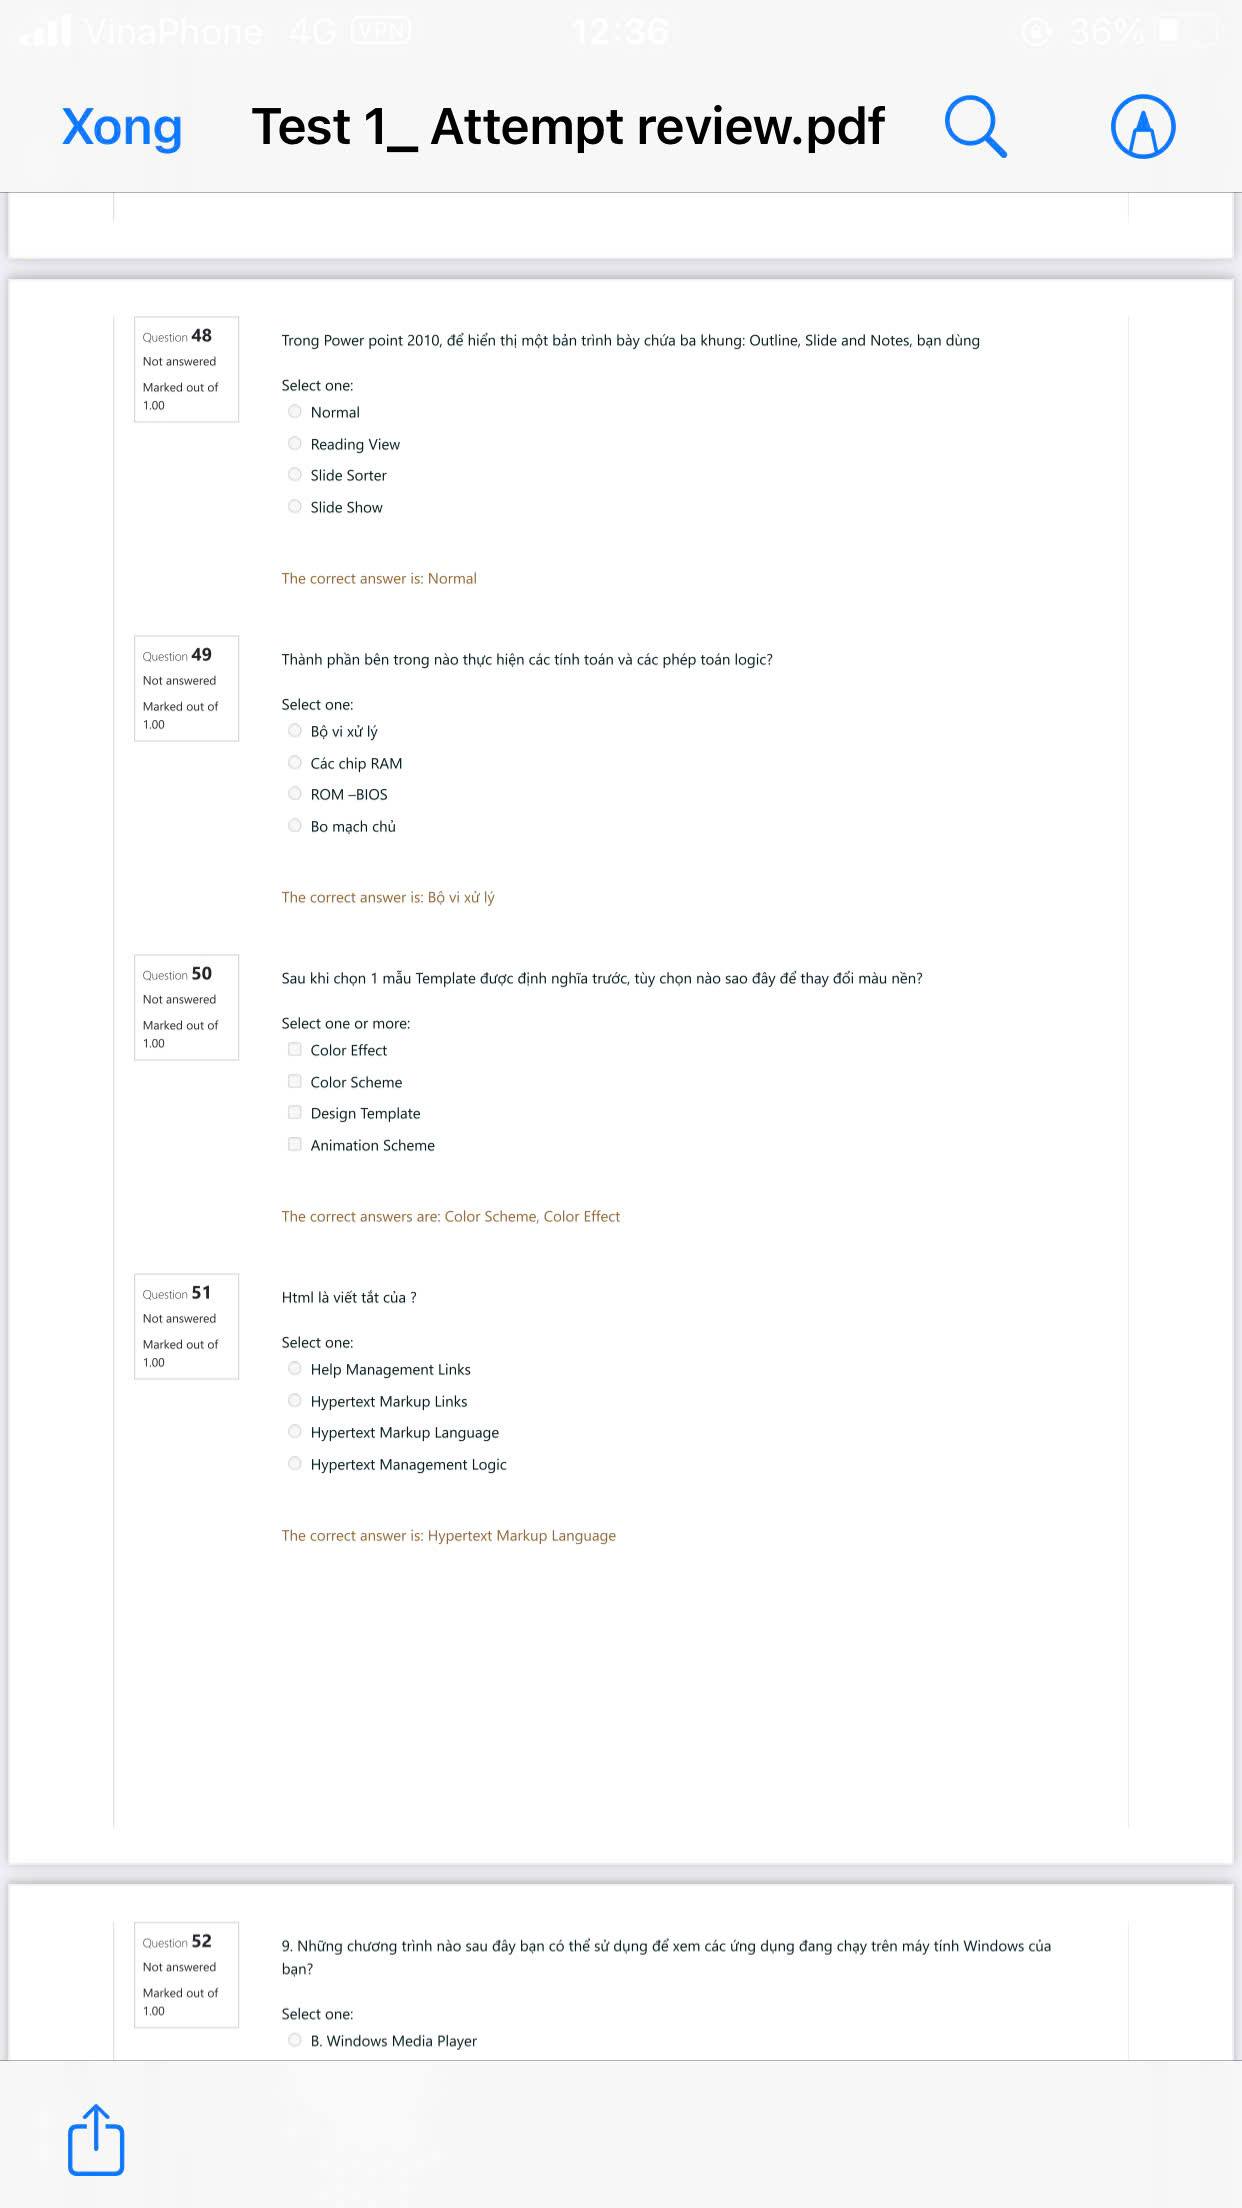 VinaPhone 4G VPN 12:36 36%
Xong Test 1_ Attempt review.pdf
Question 48
Not answered
Marked out of
1.00
Trong Power point 2010, để hiển thị một bản trình bày chứa ba khung: Outline, Slide and Notes, bạn dùng
Select one:
Normal
Reading View
Slide Sorter
Slide Show
The correct answer is: Normal
Question 49
Not answered
Marked out of
1.00
Thành phần bên trong nào thực hiện các tính toán và các phép toán logic?
Select one:
Bộ vi xử lý
Các chip RAM
ROM –BIOS
Bo mạch chủ
The correct answer is: Bộ vi xử lý
Question 50
Not answered
Marked out of
1.00
Sau khi chọn 1 mẫu Template được định nghĩa trước, tùy chọn nào sao đây để thay đổi màu nền?
Select one or more:
Color Effect
Color Scheme
Design Template
Animation Scheme
The correct answers are: Color Scheme, Color Effect
Question 51
Not answered
Marked out of
1.00
Html là viết tắt của ?
Select one:
Help Management Links
Hypertext Markup Links
Hypertext Markup Language
Hypertext Management Logic
The correct answer is: Hypertext Markup Language
Question 52
Not answered
Marked out of
1.00
9. Những chương trình nào sau đây bạn có thể sử dụng để xem các ứng dụng đang chạy trên máy tính Windows của
bạn?
Select one:
B. Windows Media Player